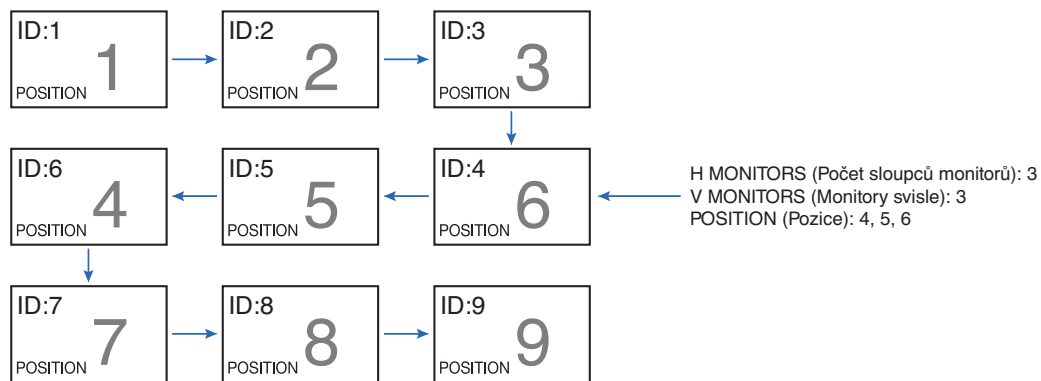 ID:1
POSITION 1
ID:2
POSITION 2
ID:3
POSITION 3
ID:6
POSITION 4
ID:5
POSITION 5
ID:4
POSITION 6
H MONITORS (Počet sloupců monitorů): 3
V MONITORS (Monitory svisle): 3
POSITION (Pozice): 4, 5, 6
ID:7
POSITION 7
ID:8
POSITION 8
ID:9
POSITION 9